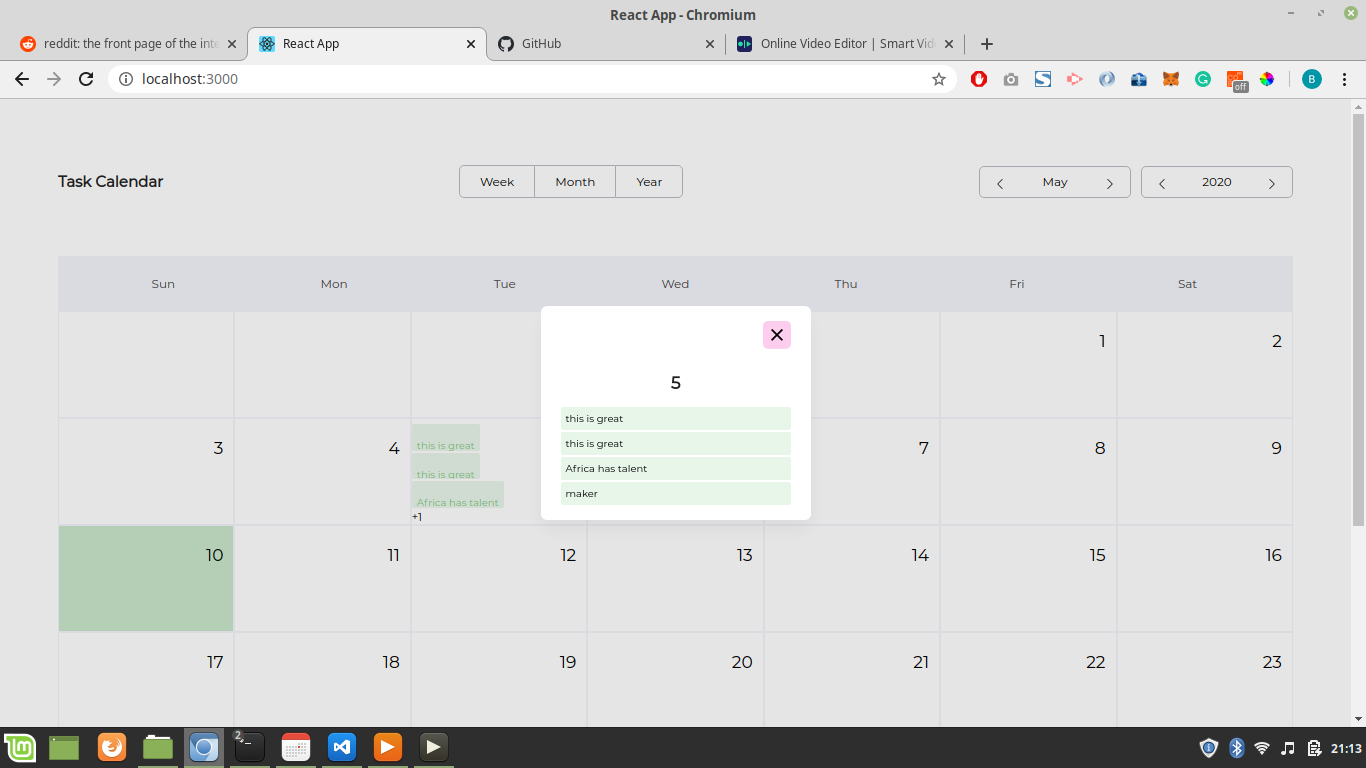 React App - Chromium
reddit: the front page of the inte
React App
GitHub
Online Video Editor | Smart Vid
localhost:3000
off
B
Task Calendar
Week Month Year
May
2020
Sun Mon Tue Wed Thu Fri Sat
1 2
3 4 7 8 9
this is great
this is great
Africa has talent
+1
5
this is great
this is great
Africa has talent
maker
10 11 12 13 14 15 16
17 18 19 20 21 22 23
2
21:13